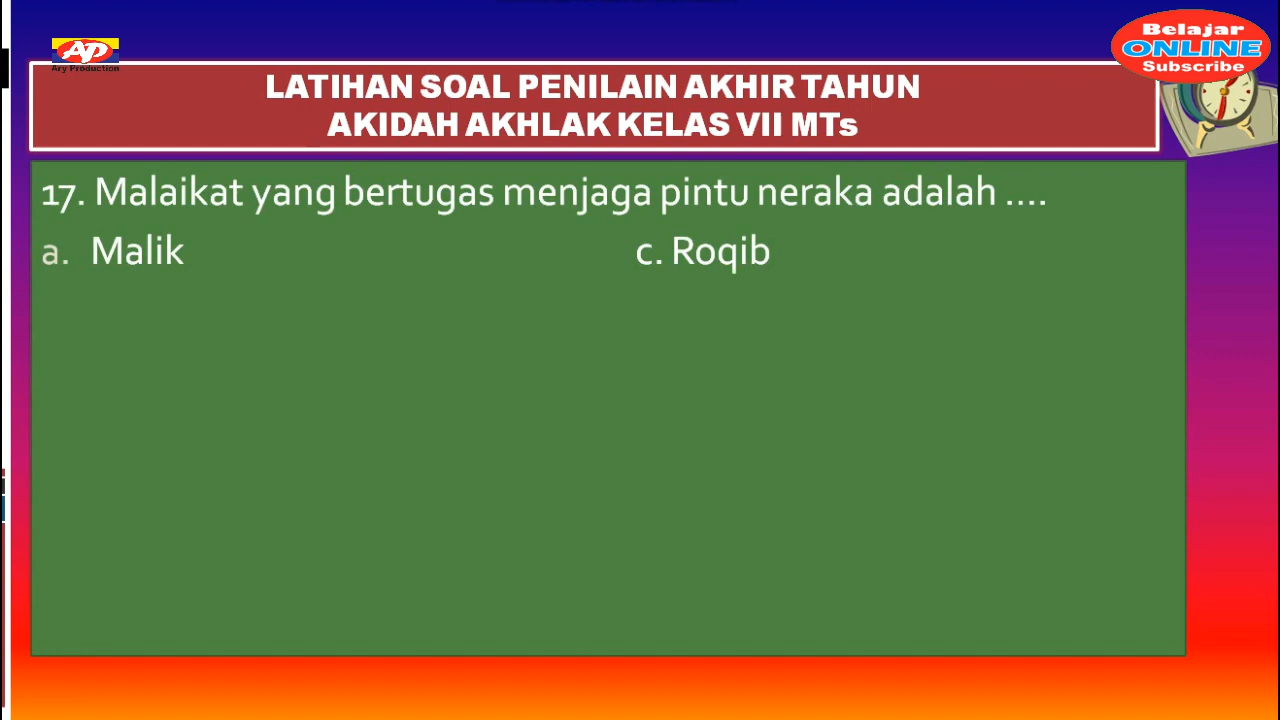 Belajar
ONLINE
Subscribe
AP
Ary Production
LATIHAN SOAL PENILAIN AKHIR TAHUN
AKIDAH AKHLAK KELAS VII MTs
17. Malaikat yang bertugas menjaga pintu neraka adalah ....
a. Malik c. Roqib